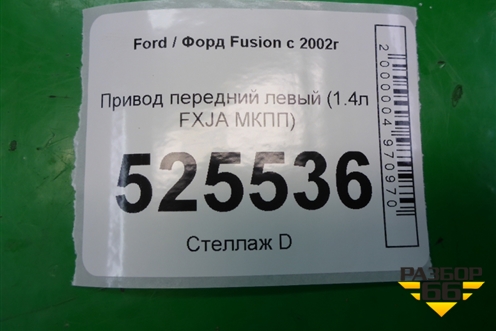 Ford / Форд Fusion с 2002г
Привод передний левый (1.4л
FXJA МКПП)
525536
Стеллаж D
2000004970970
РАЗБОР
66